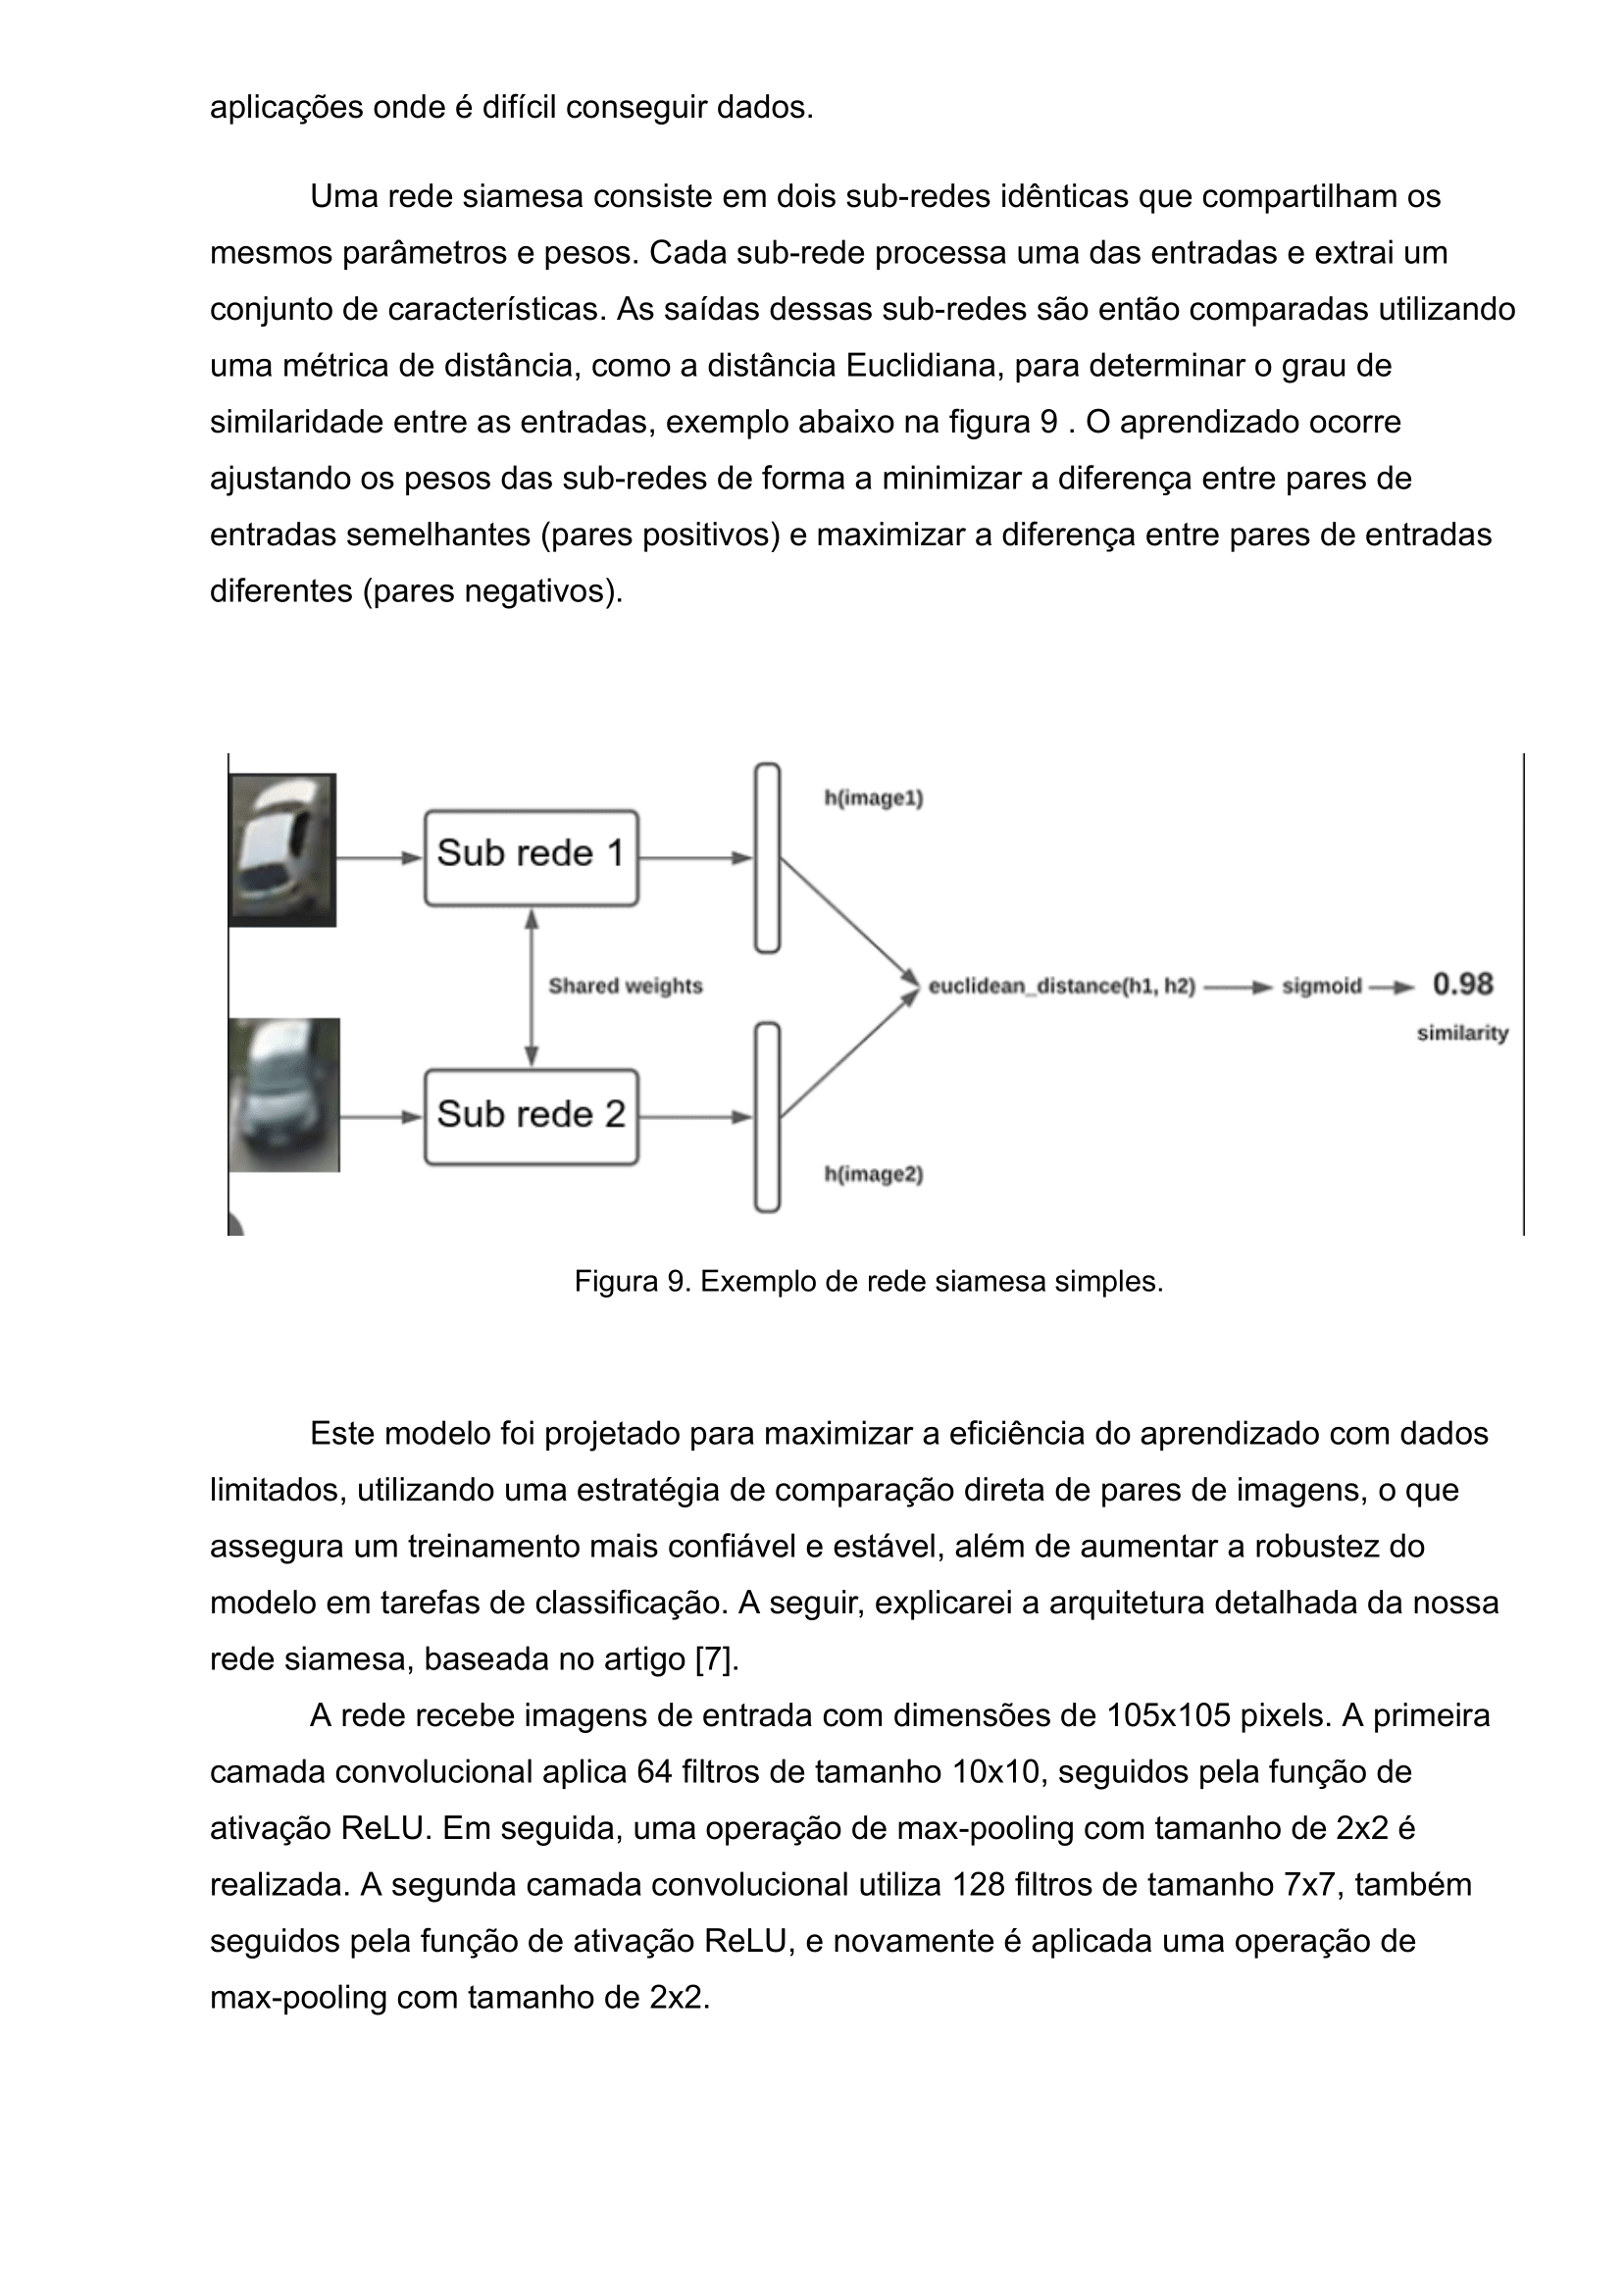 aplicações onde é difícil conseguir dados.
Uma rede siamesa consiste em dois sub-redes idênticas que compartilham os
mesmos parâmetros e pesos. Cada sub-rede processa uma das entradas e extrai um
conjunto de características. As saídas dessas sub-redes são então comparadas utilizando
uma métrica de distância, como a distância Euclidiana, para determinar o grau de
similaridade entre as entradas, exemplo abaixo na figura 9 . O aprendizado ocorre
ajustando os pesos das sub-redes de forma a minimizar a diferença entre pares de
entradas semelhantes (pares positivos) e maximizar a diferença entre pares de entradas
diferentes (pares negativos).
h(image1)
Sub rede 1
Shared weights
euclidean_distance(h1, h2)
sigmoid
0.98
similarity
Sub rede 2
h(image2)
Figura 9. Exemplo de rede siamesa simples.
Este modelo foi projetado para maximizar a eficiência do aprendizado com dados
limitados, utilizando uma estratégia de comparação direta de pares de imagens, o que
assegura um treinamento mais confiável e estável, além de aumentar a robustez do
modelo em tarefas de classificação. A seguir, explicarei a arquitetura detalhada da nossa
rede siamesa, baseada no artigo [7].
A rede recebe imagens de entrada com dimensões de 105x105 pixels. A primeira
camada convolucional aplica 64 filtros de tamanho 10x10, seguidos pela função de
ativação ReLU. Em seguida, uma operação de max-pooling com tamanho de 2x2 é
realizada. A segunda camada convolucional utiliza 128 filtros de tamanho 7x7, também
seguidos pela função de ativação ReLU, e novamente é aplicada uma operação de
max-pooling com tamanho de 2x2.